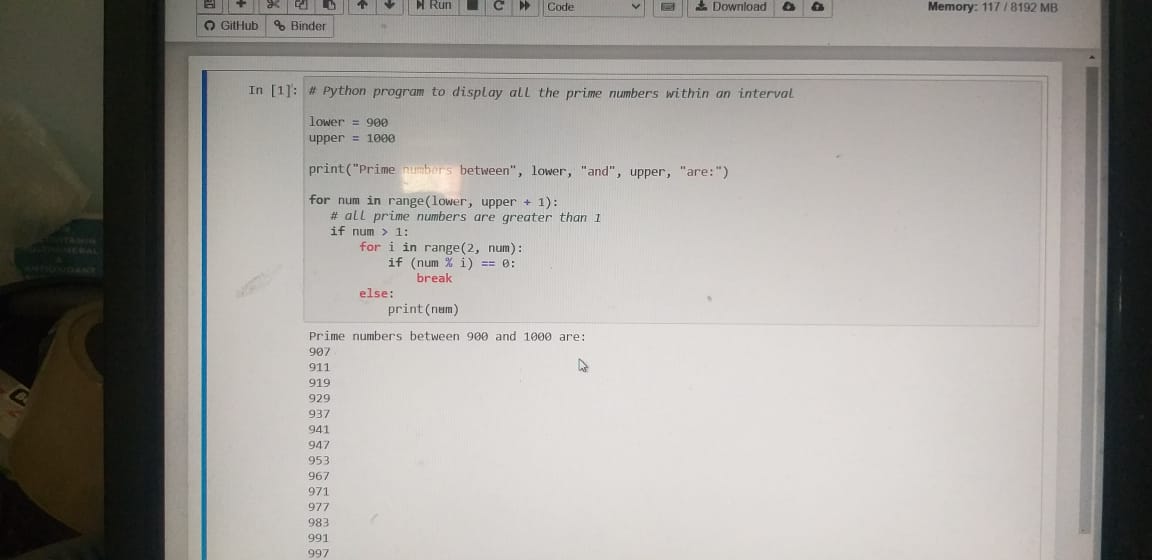 Run
Code
Download
Memory: 117 / 8192 MB
GitHub
Binder
In [1]: # Python program to display all the prime numbers within an interval
lower = 900
upper = 1000
print("Prime numbers between", lower, "and", upper, "are:")
for num in range(lower, upper + 1):
# all prime numbers are greater than 1
if num > 1:
for i in range(2, num):
if (num % i) == 0:
break
else:
print(num)
Prime numbers between 900 and 1000 are:
907
911
919
929
937
941
947
953
967
971
977
983
991
997